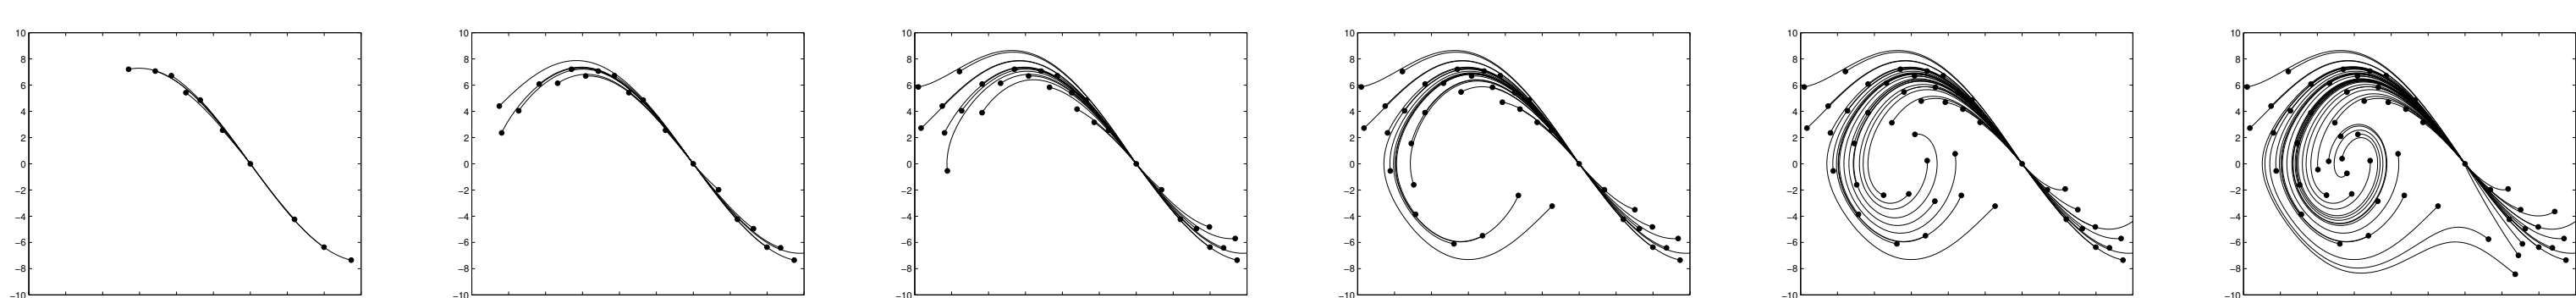 10 10 10 10 10 10
8 8 8 8 8 8
6 6 6 6 6 6
4 4 4 4 4 4
2 2 2 2 2 2
0 0 0 0 0 0
−2 −2 −2 −2 −2 −2
−4 −4 −4 −4 −4 −4
−6 −6 −6 −6 −6 −6
−8 −8 −8 −8 −8 −8
−10 −10 −10 −10 −10 −10